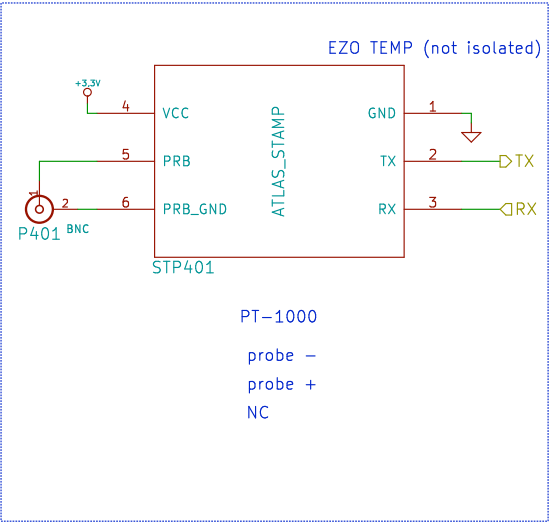 EZO TEMP (not isolated)
+3.3V
4 VCC GND 1
5 PRB TX 2 TX
ATLAS_STAMP
1
2 6 PRB_GND RX 3 RX
P401 BNC
STP401
PT-1000
probe -
probe +
NC